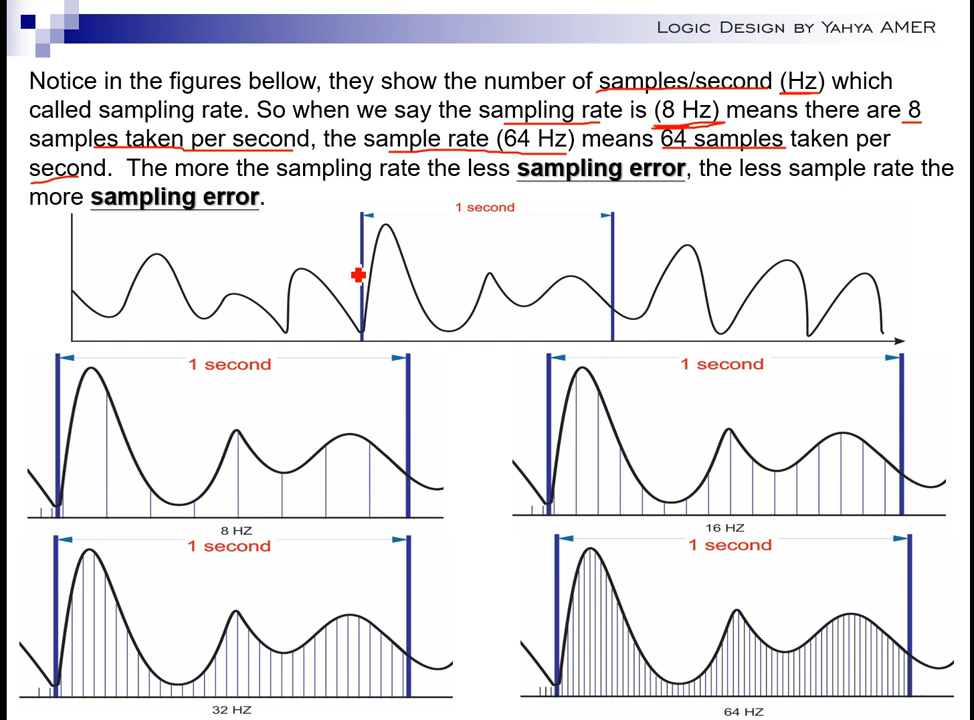 Logic Design by Yahya AMER
Notice in the figures bellow, they show the number of samples/second (Hz) which
called sampling rate. So when we say the sampling rate is (8 Hz) means there are 8
samples taken per second, the sample rate (64 Hz) means 64 samples taken per
second. The more the sampling rate the less sampling error, the less sample rate the
more sampling error.
1 second
1 second
1 second
8 HZ
16 HZ
1 second
1 second
32 HZ
64 HZ